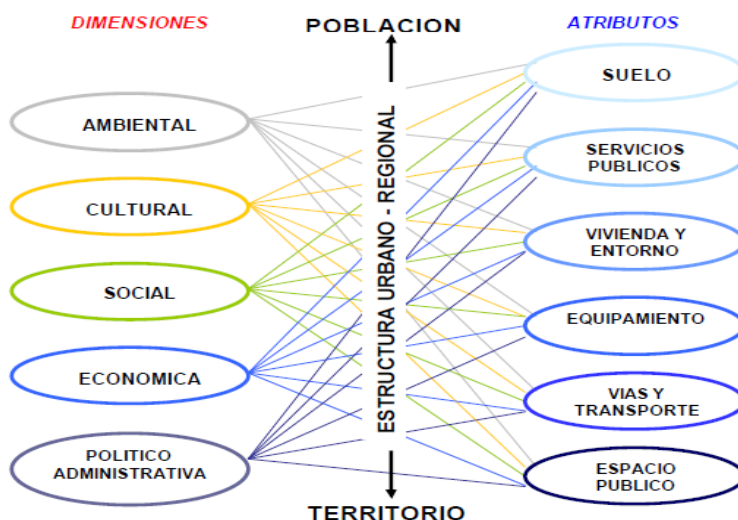 DIMENSIONES
POBLACION
ATRIBUTOS
AMBIENTAL
CULTURAL
SOCIAL
ECONOMICA
POLITICO
ADMINISTRATIVA
ESTRUCTURA URBANO - REGIONAL
SUELO
SERVICIOS
PUBLICOS
VIVIENDA Y
ENTORNO
EQUIPAMIENTO
VIAS Y
TRANSPORTE
ESPACIO
PUBLICO
TERRITORIO